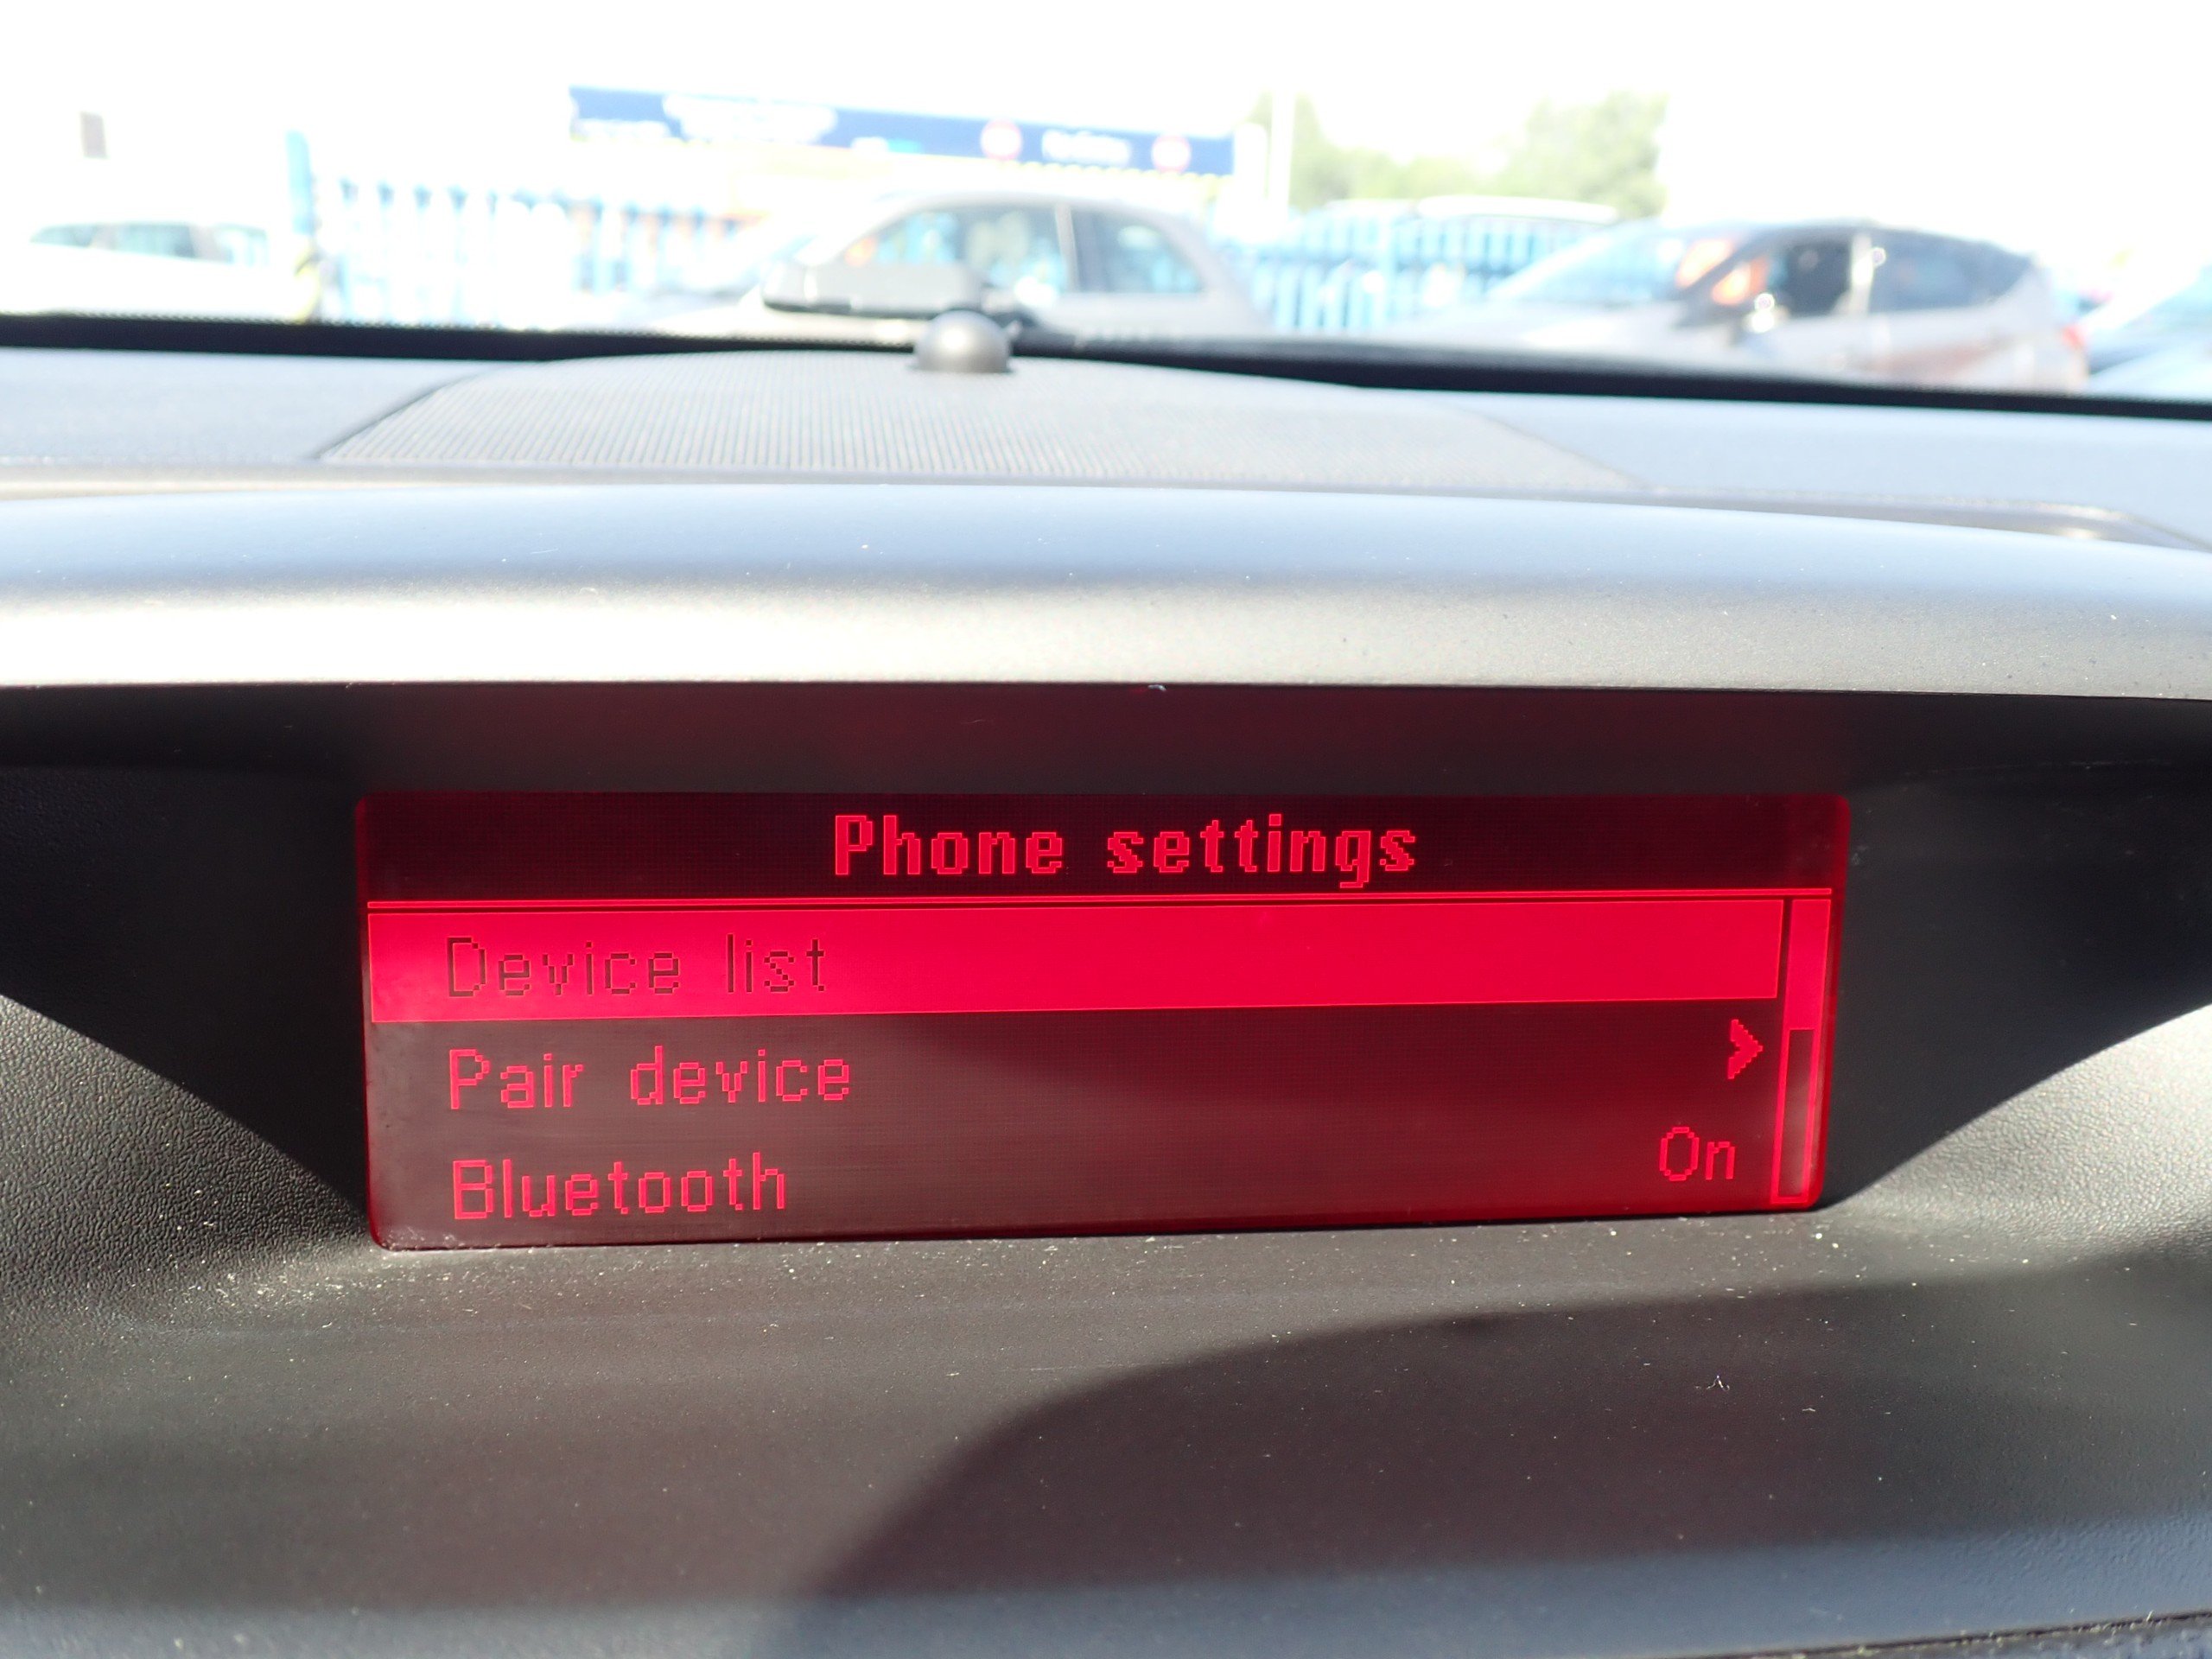 Phone settings
Device list
Pair device
Bluetooth On